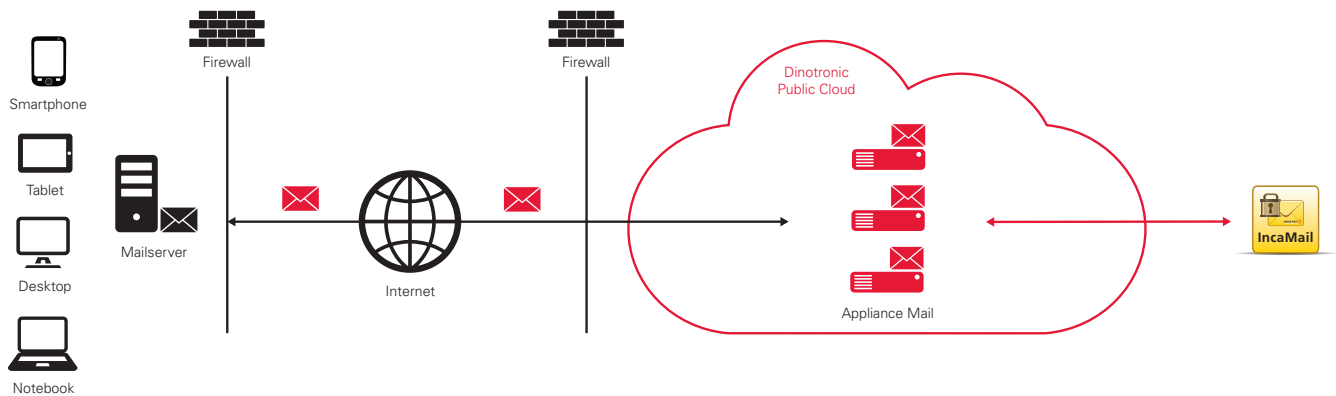 Firewall
Firewall
Smartphone
Tablet
Mailserver
Desktop
Notebook
Internet
Dinotronic
Public Cloud
Appliance Mail
IncaMail